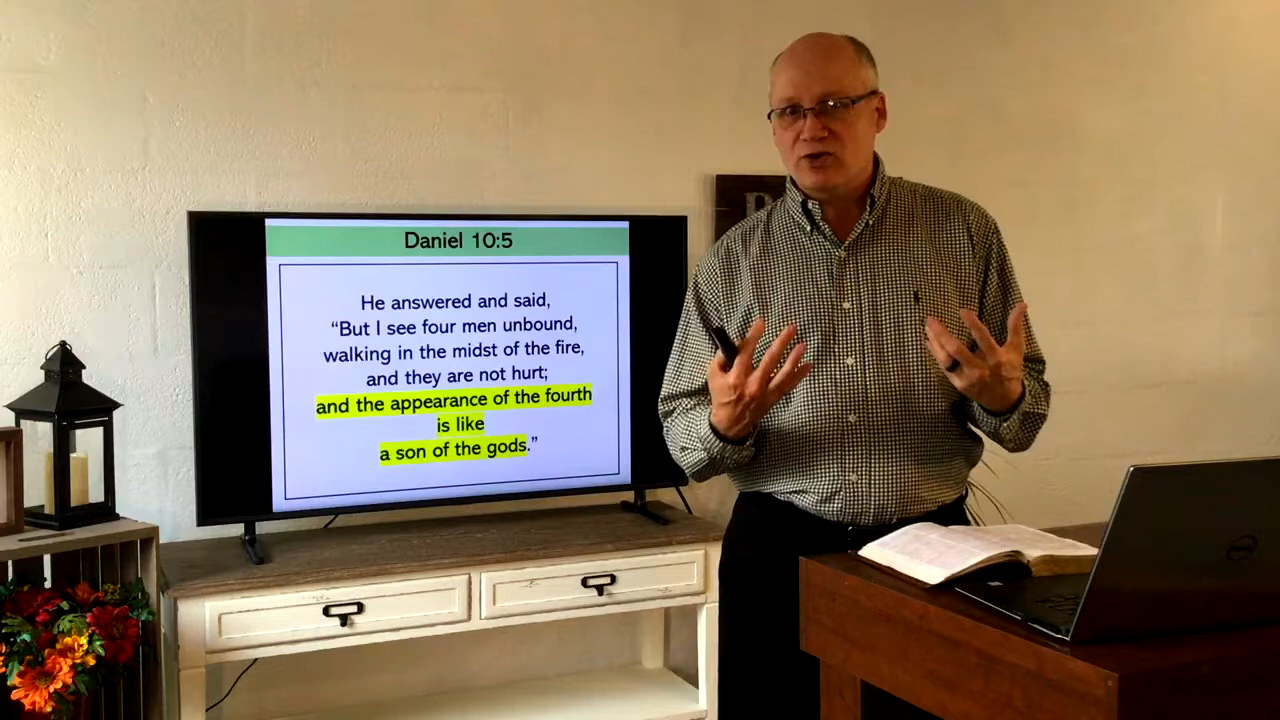 Daniel 10:5
He answered and said,
“But I see four men unbound,
walking in the midst of the fire,
and they are not hurt;
and the appearance of the fourth
is like
a son of the gods.”